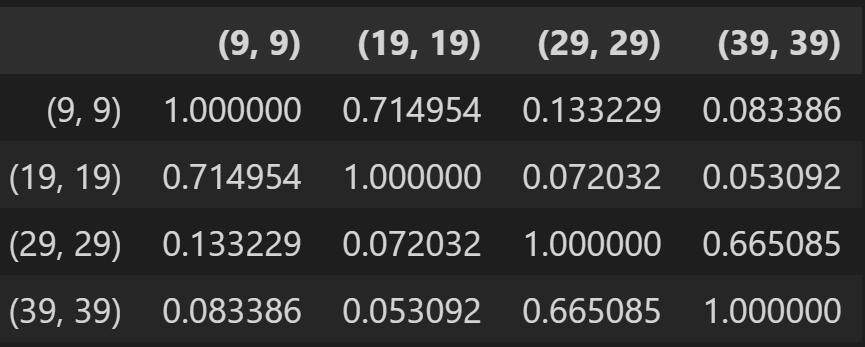 (9, 9) (19, 19) (29, 29) (39, 39)
(9, 9) 1.000000 0.714954 0.133229 0.083386
(19, 19) 0.714954 1.000000 0.072032 0.053092
(29, 29) 0.133229 0.072032 1.000000 0.665085
(39, 39) 0.083386 0.053092 0.665085 1.000000